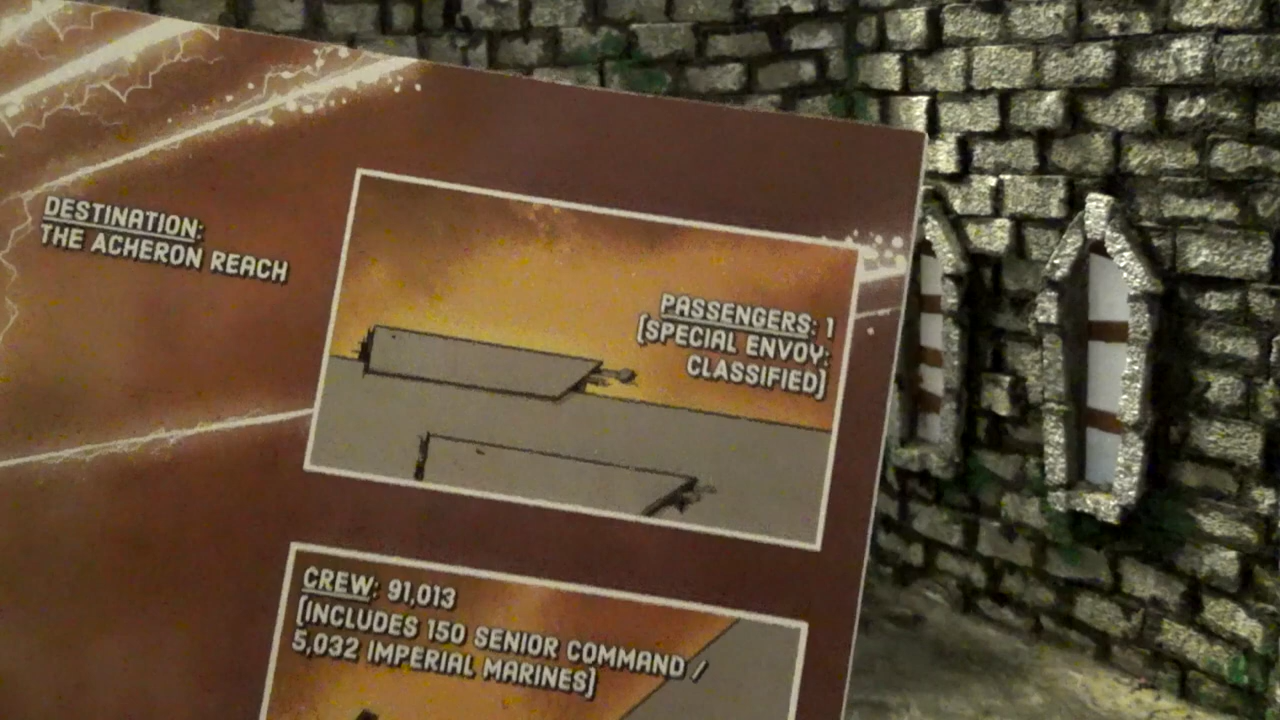 DESTINATION:
THE ACHERON REACH
PASSENGERS: 1
[SPECIAL ENVOY:
CLASSIFIED]
CREW: 91,013
[INCLUDES 150 SENIOR COMMAND /
5,032 IMPERIAL MARINES]